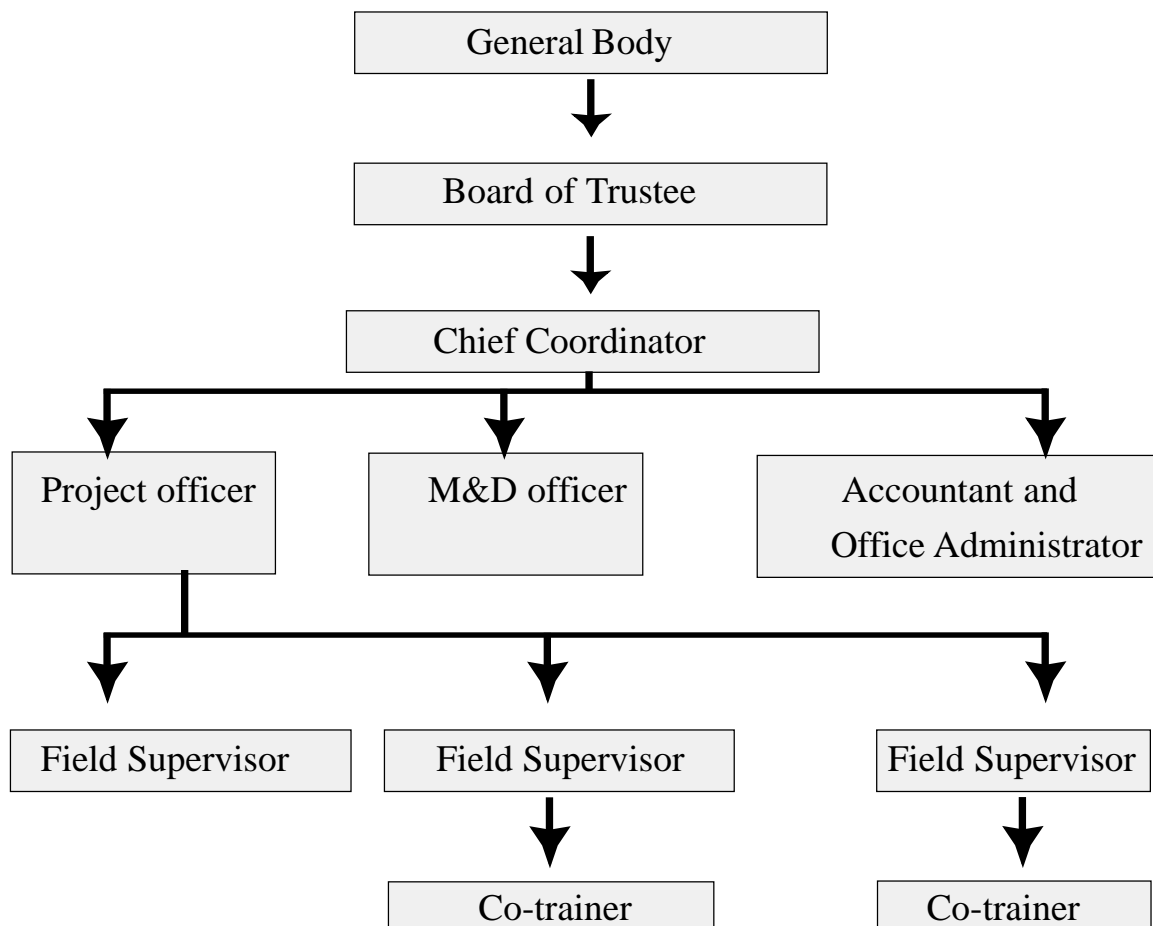 General Body
Board of Trustee
Chief Coordinator
Project officer
M&D officer
Accountant and
Office Administrator
Field Supervisor
Field Supervisor
Field Supervisor
Co-trainer
Co-trainer